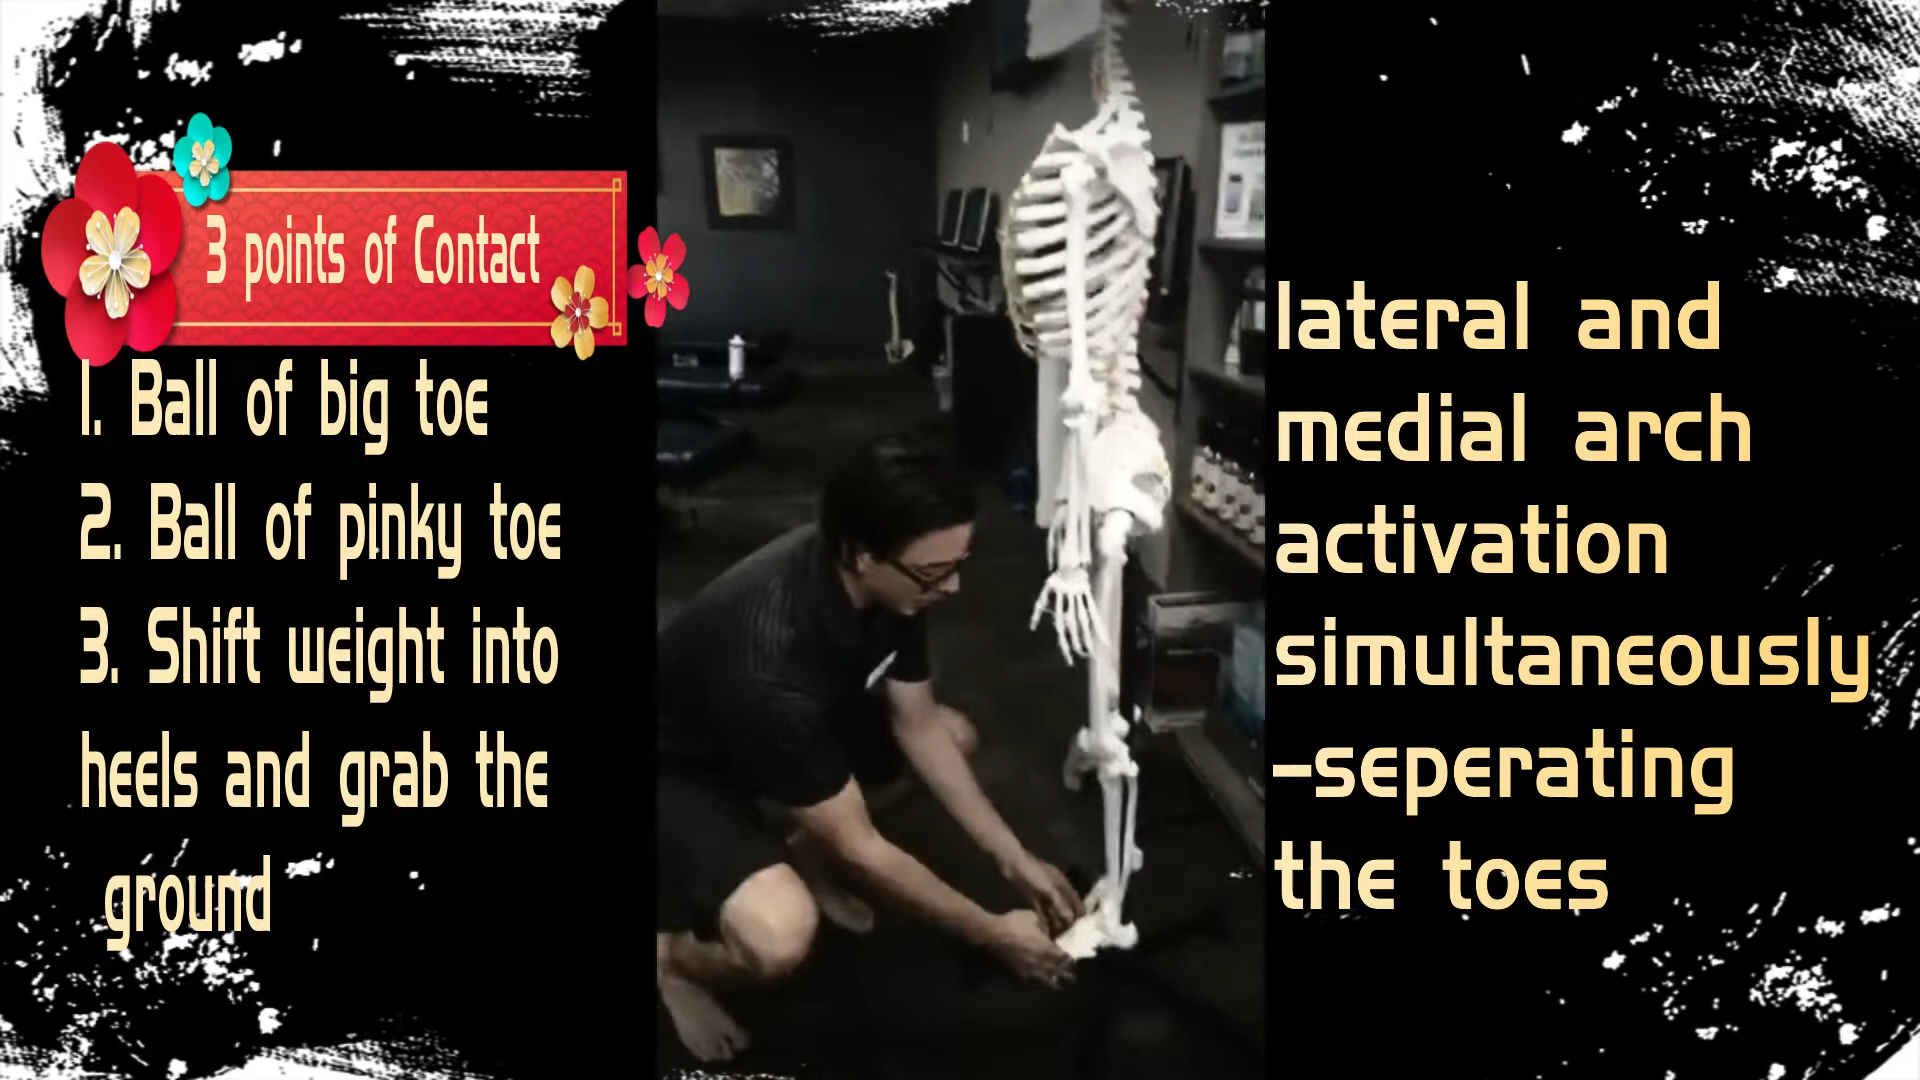 3 points of Contact
1. Ball of big toe
2. Ball of pinky toe
3. Shift weight into
heels and grab the
ground
lateral and
medial arch
activation
simultaneously
-seperating
the toes